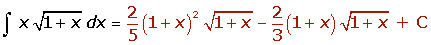 ∫ x√(1+x) dx = 2/5 (1+x)² √(1+x) − 2/3 (1+x) √(1+x) + C